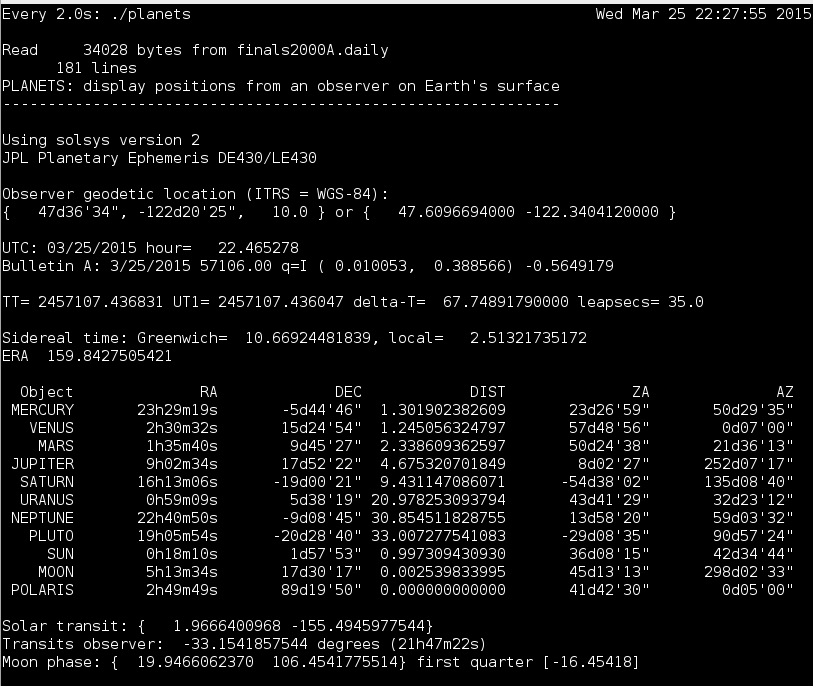 Every 2.0s: ./planets Wed Mar 25 22:27:55 2015
Read 34028 bytes from finals2000A.daily
181 lines
PLANETS: display positions from an observer on Earth's surface
--------------------------------------------------------------
Using solsys version 2
JPL Planetary Ephemeris DE430/LE430
Observer geodetic location (ITRS = WGS-84):
{ 47d36'34", -122d20'25", 10.0 } or { 47.6096694000 -122.3404120000 }
UTC: 03/25/2015 hour= 22.465278
Bulletin A: 3/25/2015 57106.00 q=I ( 0.010053, 0.388566) -0.5649179
TT= 2457107.436831 UT1= 2457107.436047 delta-T= 67.74891790000 leapsecs= 35.0
Sidereal time: Greenwich= 10.66924481839, local= 2.51321735172
ERA 159.8427505421
Object RA DEC DIST ZA AZ
MERCURY 23h29m19s -5d44'46" 1.301902382609 23d26'59" 50d29'35"
VENUS 2h30m32s 15d24'54" 1.245056324797 57d48'56" 0d07'00"
MARS 1h35m40s 9d45'27" 2.338609362597 50d24'38" 21d36'13"
JUPITER 9h02m34s 17d52'22" 4.675320701849 8d02'27" 252d07'17"
SATURN 16h13m06s -19d00'21" 9.431147086071 -54d38'02" 135d08'40"
URANUS 0h59m09s 5d38'19" 20.978253093794 43d41'29" 32d23'12"
NEPTUNE 22h40m50s -9d08'45" 30.854511828755 13d58'20" 59d03'32"
PLUTO 19h05m54s -20d28'40" 33.007277541083 -29d08'35" 90d57'24"
SUN 0h18m10s 1d57'53" 0.997309430930 36d08'15" 42d34'44"
MOON 5h13m34s 17d30'17" 0.002539833995 45d13'13" 298d02'33"
POLARIS 2h49m49s 89d19'50" 0.000000000000 41d42'30" 0d05'00"
Solar transit: { 1.9666400968 -155.4945977544}
Transits observer: -33.1541857544 degrees (21h47m22s)
Moon phase: { 19.9466062370 106.4541775514} first quarter [-16.45418]